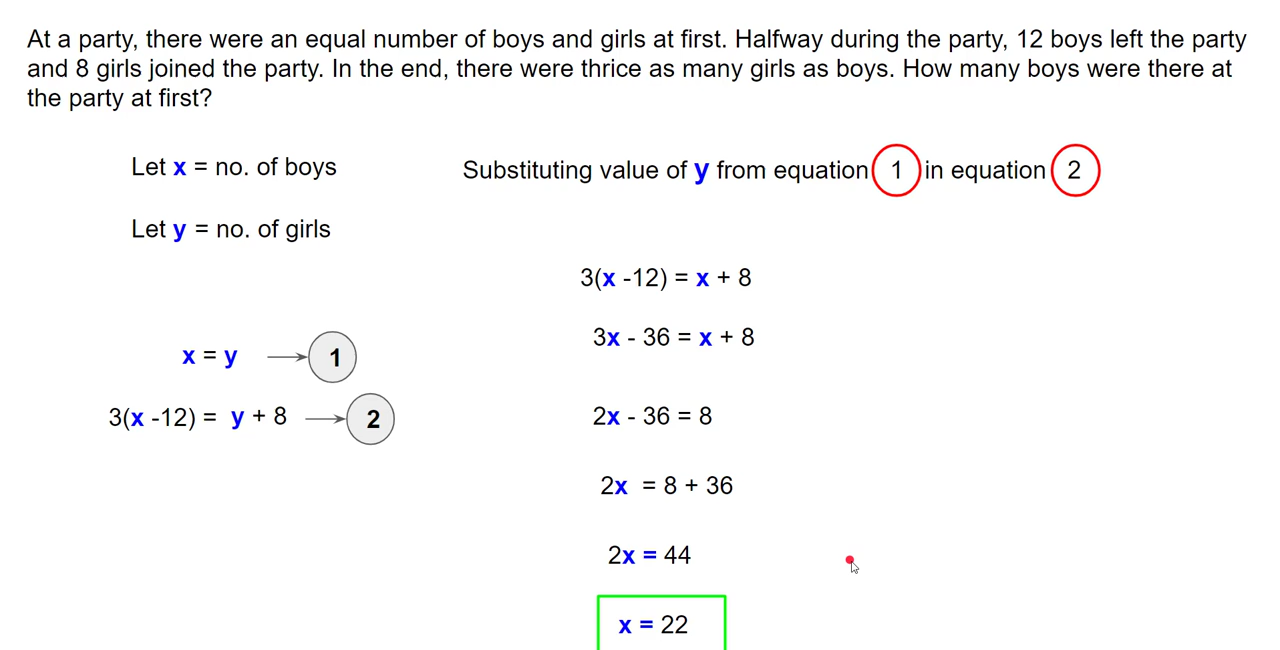 At a party, there were an equal number of boys and girls at first. Halfway during the party, 12 boys left the party
and 8 girls joined the party. In the end, there were thrice as many girls as boys. How many boys were there at
the party at first?
Let x = no. of boys
Let y = no. of girls
x = y 1
3(x -12) = y + 8 2
Substituting value of y from equation 1 in equation 2
3(x -12) = x + 8
3x - 36 = x + 8
2x - 36 = 8
2x = 8 + 36
2x = 44
x = 22